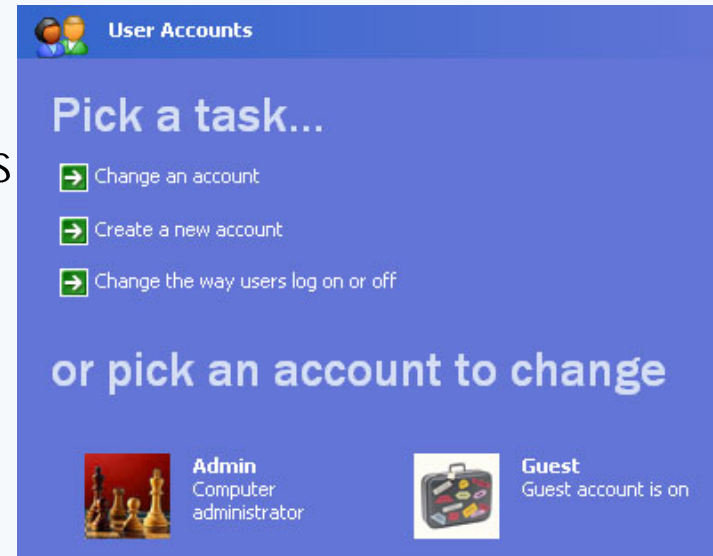 User Accounts
Pick a task...
s
Change an account
Create a new account
Change the way users log on or off
or pick an account to change
Admin
Computer
administrator
Guest
Guest account is on